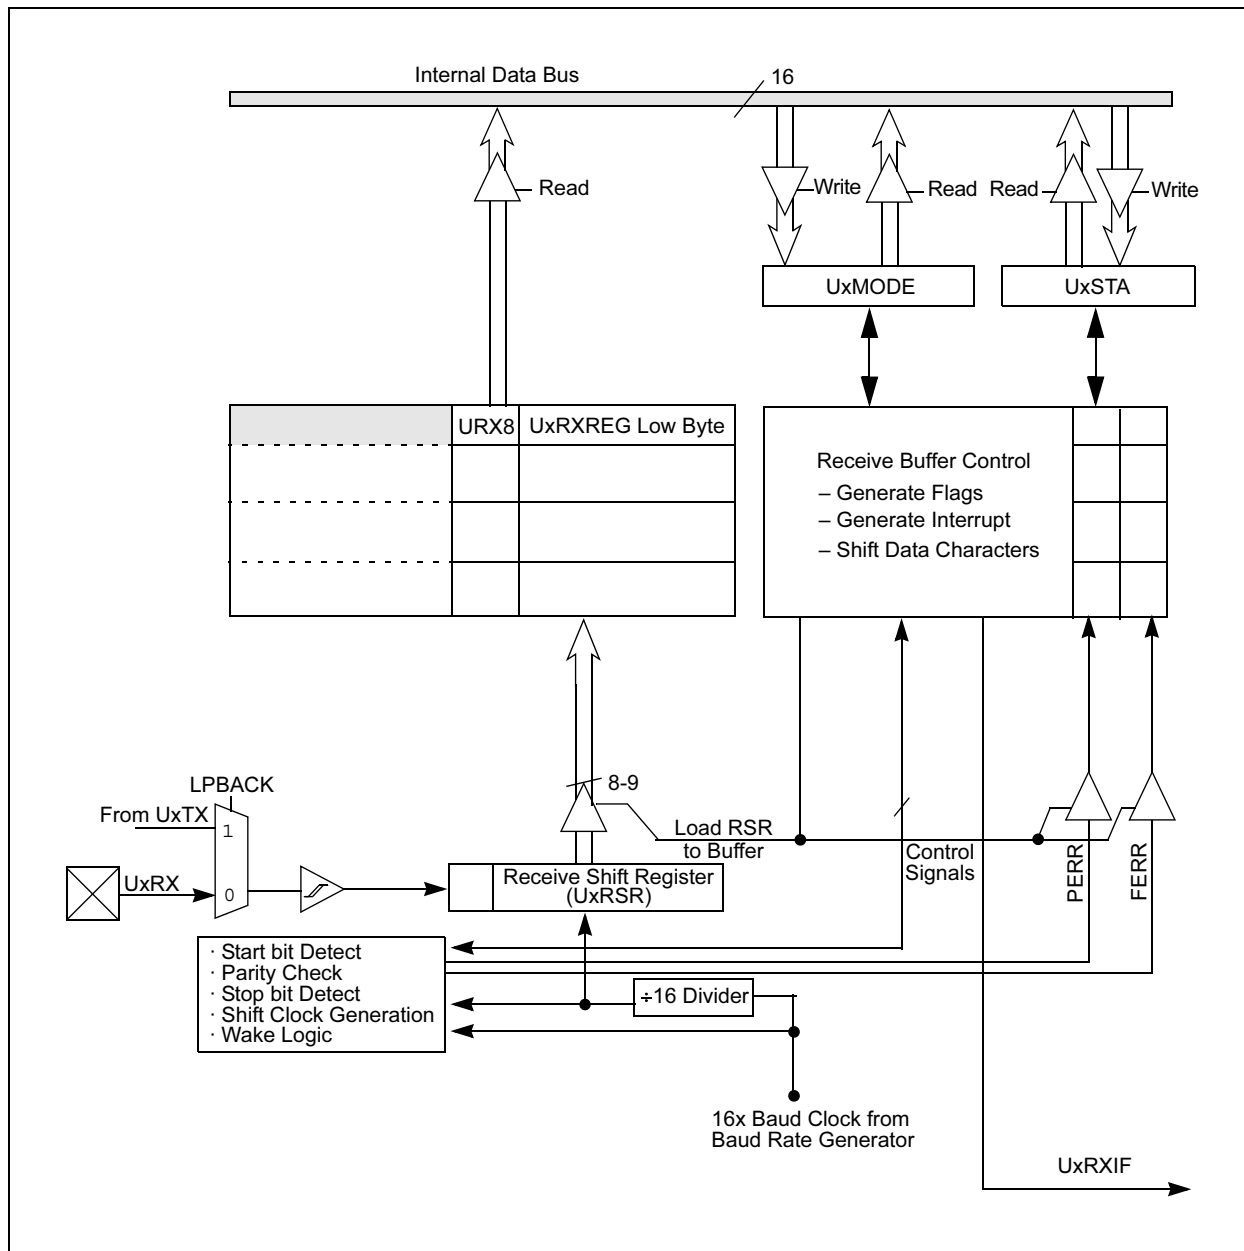 Internal Data Bus
16
Read
Write
Read
Read
Write
UxMODE
UxSTA
URX8
UxRXREG Low Byte
Receive Buffer Control
– Generate Flags
– Generate Interrupt
– Shift Data Characters
LPBACK
From UxTX
1
UxRX
0
8-9
Load RSR
to Buffer
Control
Signals
PERR
FERR
Receive Shift Register
(UxRSR)
· Start bit Detect
· Parity Check
· Stop bit Detect
· Shift Clock Generation
· Wake Logic
÷16 Divider
16x Baud Clock from
Baud Rate Generator
UxRXIF